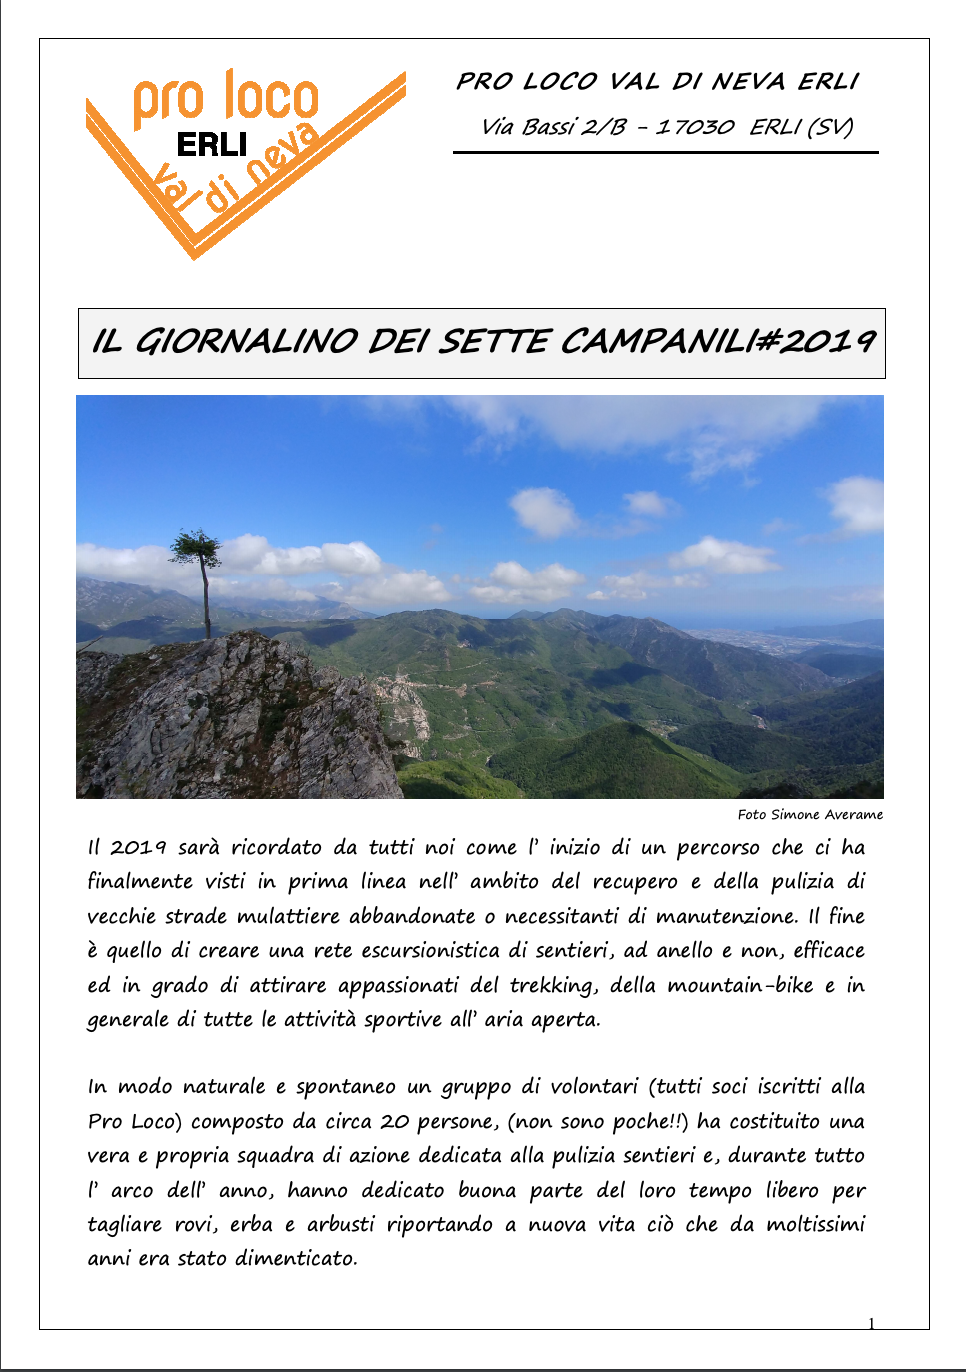 pro loco
ERLI
val di neva
PRO LOCO VAL DI NEVA ERLI
Via Bassi 2/B - 17030 ERLI (SV)
IL GIORNALINO DEI SETTE CAMPANILI#2019
Foto Simone Averame
Il 2019 sarà ricordato da tutti noi come l' inizio di un percorso che ci ha
finalmente visti in prima linea nell' ambito del recupero e della pulizia di
vecchie strade mulattiere abbandonate o necessitanti di manutenzione. Il fine
è quello di creare una rete escursionistica di sentieri, ad anello e non, efficace
ed in grado di attirare appassionati del trekking, della mountain-bike e in
generale di tutte le attività sportive all' aria aperta.
In modo naturale e spontaneo un gruppo di volontari (tutti soci iscritti alla
Pro Loco) composto da circa 20 persone, (non sono poche!!) ha costituito una
vera e propria squadra di azione dedicata alla pulizia sentieri e, durante tutto
l' arco dell' anno, hanno dedicato buona parte del loro tempo libero per
tagliare rovi, erba e arbusti riportando a nuova vita ciò che da moltissimi
anni era stato dimenticato.
1